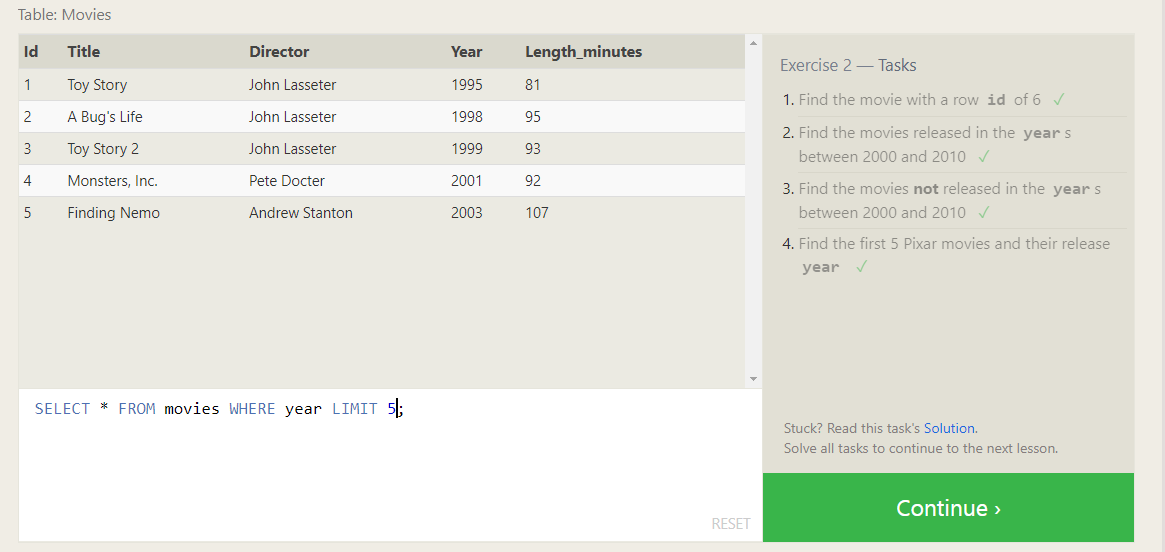 Table: Movies
Id Title Director Year Length_minutes
1 Toy Story John Lasseter 1995 81
2 A Bug's Life John Lasseter 1998 95
3 Toy Story 2 John Lasseter 1999 93
4 Monsters, Inc. Pete Docter 2001 92
5 Finding Nemo Andrew Stanton 2003 107
SELECT * FROM movies WHERE year LIMIT 5;
RESET
Exercise 2 — Tasks
1. Find the movie with a row id of 6 ✓
2. Find the movies released in the year s
between 2000 and 2010 ✓
3. Find the movies not released in the year s
between 2000 and 2010 ✓
4. Find the first 5 Pixar movies and their release
year ✓
Stuck? Read this task's Solution.
Solve all tasks to continue to the next lesson.
Continue ›